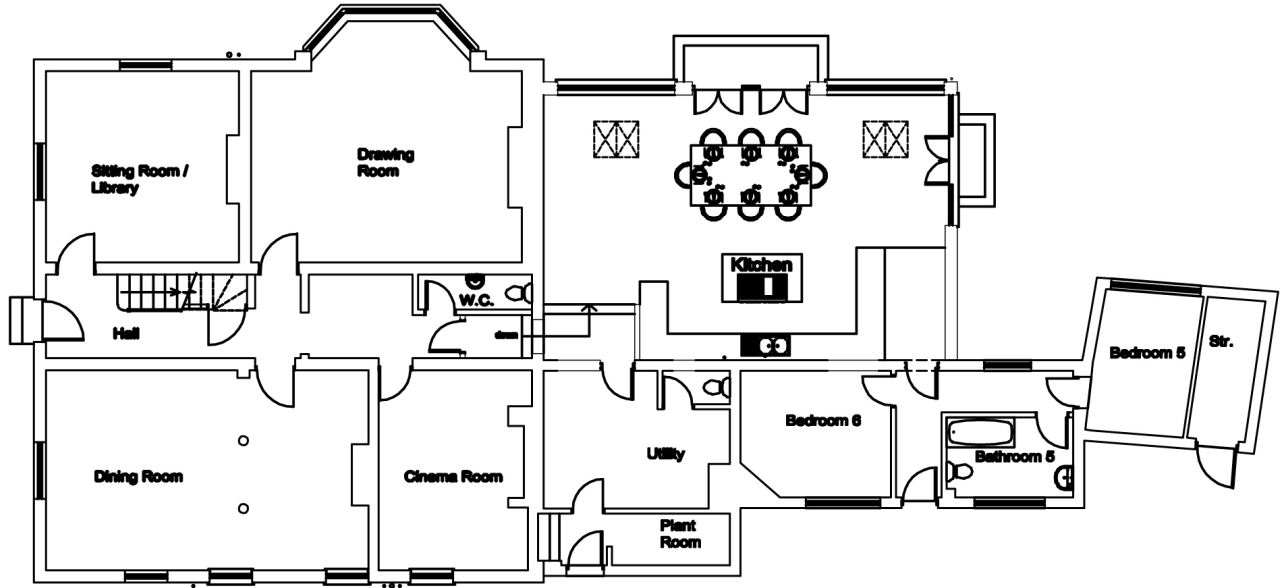 Sitting Room /
Library
Drawing
Room
Kitchen
W.C.
Hall
down
Bedroom 5
Str.
Dining Room
Cinema Room
Utility
Bedroom 6
Bathroom 5
Plant
Room